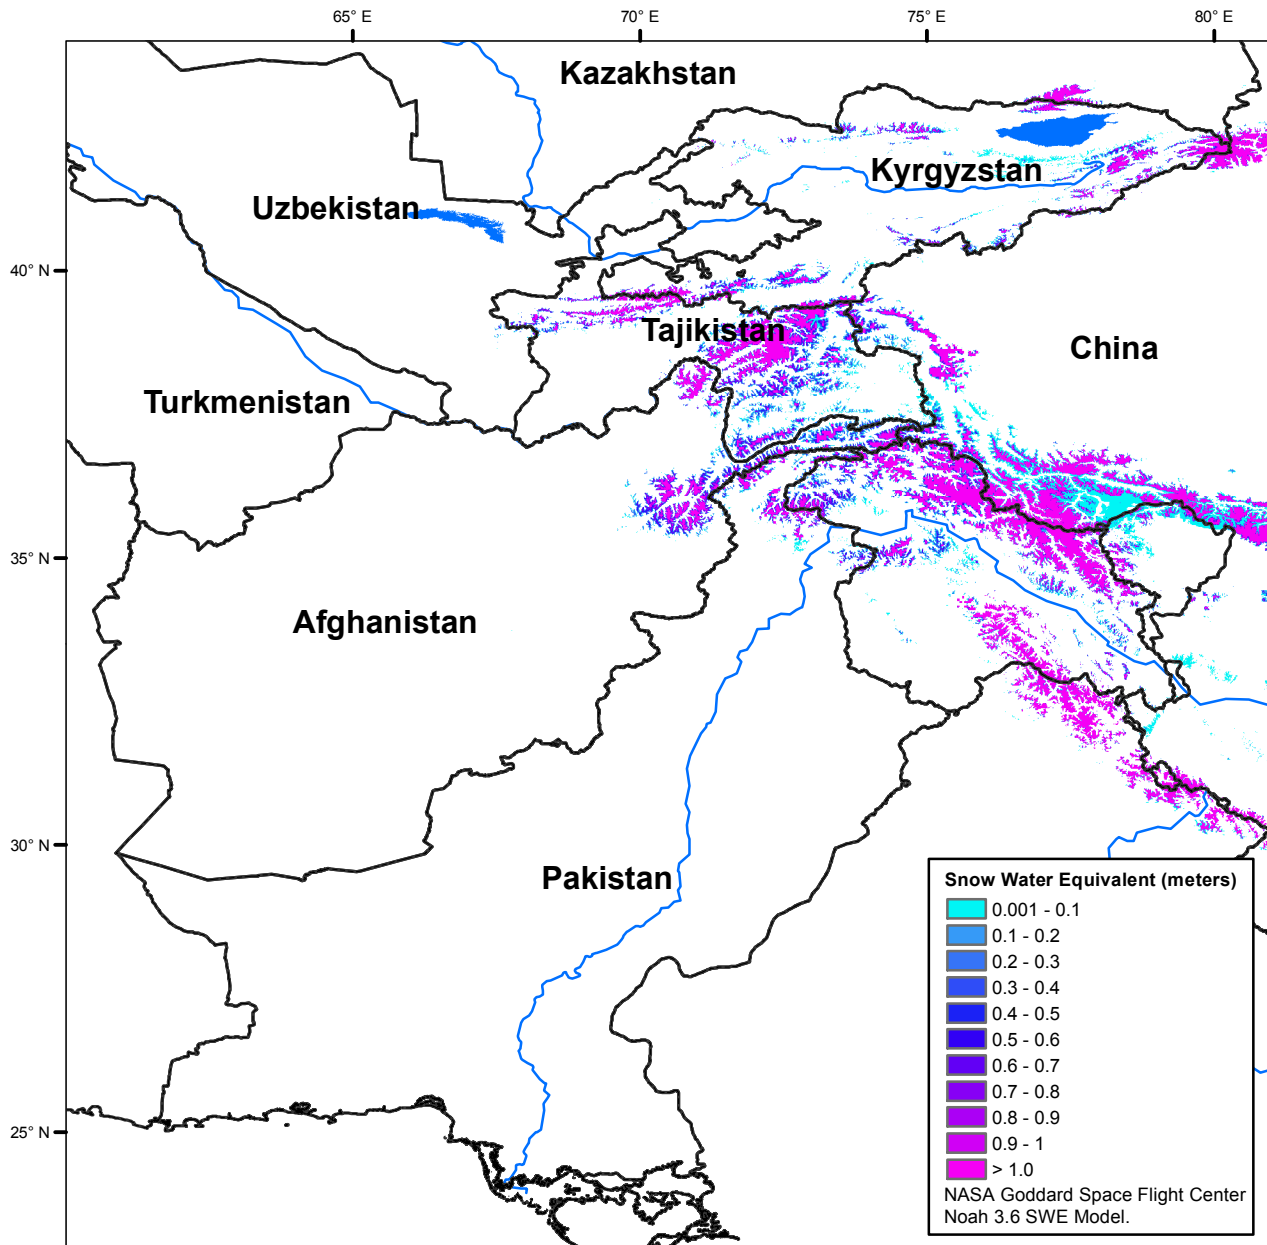 65° E
70° E
75° E
80° E
Kazakhstan
Kyrgyzstan
Uzbekistan
40° N
Tajikistan
China
Turkmenistan
35° N
Afghanistan
30° N
Pakistan
25° N
Snow Water Equivalent (meters)
0.001 - 0.1
0.1 - 0.2
0.2 - 0.3
0.3 - 0.4
0.4 - 0.5
0.5 - 0.6
0.6 - 0.7
0.7 - 0.8
0.8 - 0.9
0.9 - 1
> 1.0
NASA Goddard Space Flight Center
Noah 3.6 SWE Model.